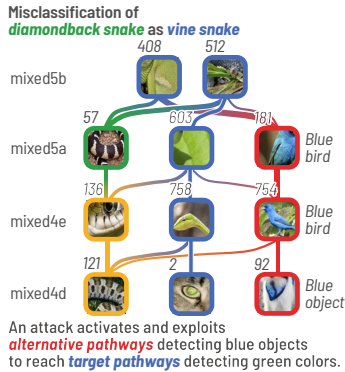 Misclassification of
diamondback snake as vine snake
408 512
mixed5b
57 603 181
mixed5a Blue
bird
136 758 754
mixed4e Blue
bird
121 2 92
mixed4d Blue
object
An attack activates and exploits
alternative pathways detecting blue objects
to reach target pathways detecting green colors.